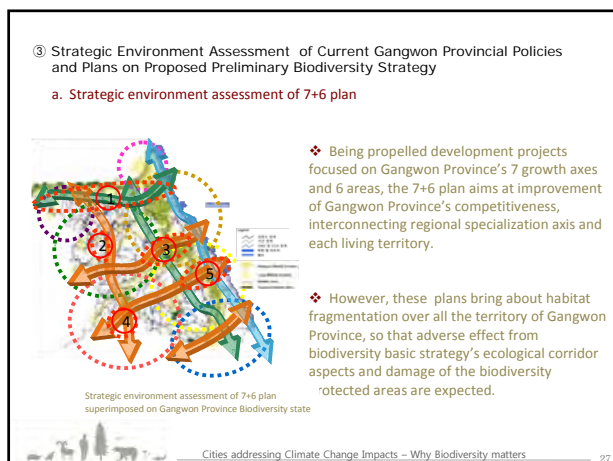 ③ Strategic Environment Assessment of Current Gangwon Provincial Policies
and Plans on Proposed Preliminary Biodiversity Strategy
a. Strategic environment assessment of 7+6 plan
❖ Being propelled development projects
focused on Gangwon Province's 7 growth axes
and 6 areas, the 7+6 plan aims at improvement
of Gangwon Province's competitiveness,
interconnecting regional specialization axis and
each living territory.
1
2
3
5
4
❖ However, these plans bring about habitat
fragmentation over all the territory of Gangwon
Province, so that adverse effect from
biodiversity basic strategy's ecological corridor
aspects and damage of the biodiversity
rotected areas are expected.
Strategic environment assessment of 7+6 plan
superimposed on Gangwon Province Biodiversity state
Cities addressing Climate Change Impacts – Why Biodiversity matters
27